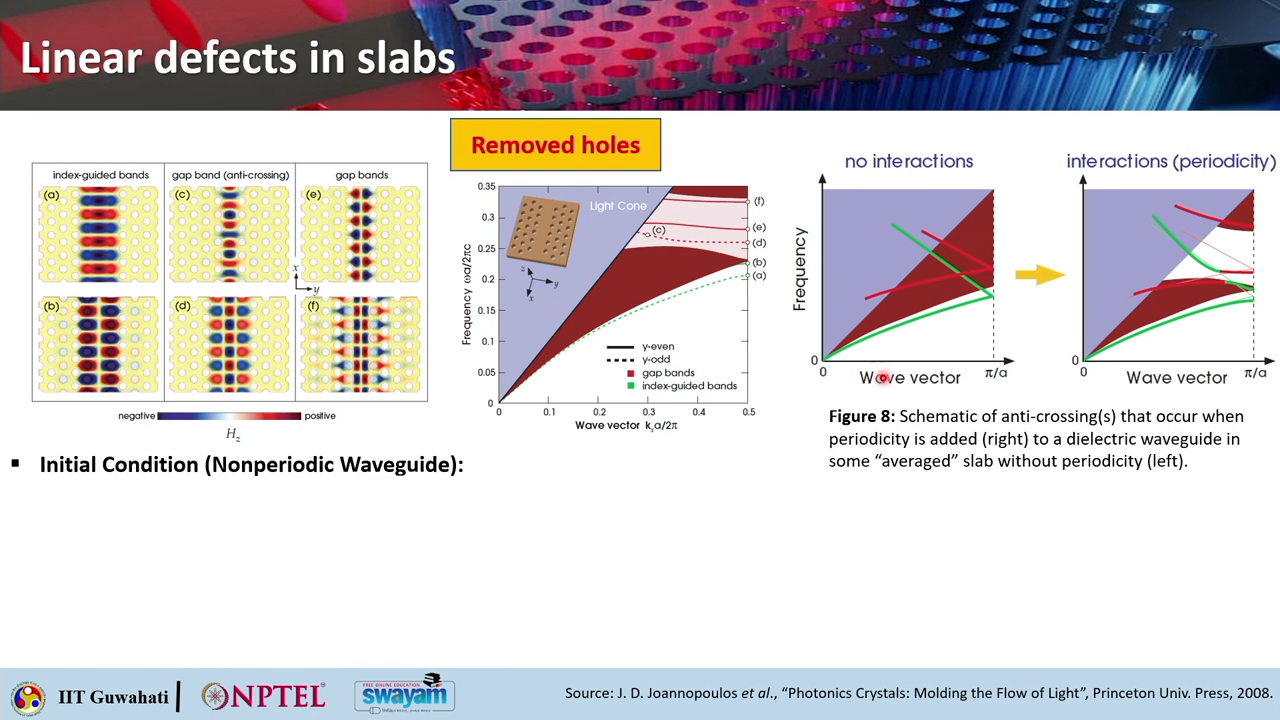 Linear defects in slabs
Removed holes
index-guided bands
gap band (anti-crossing)
gap bands
(a)
(c)
(e)
x
y
(b)
(d)
(f)
negative
positive
Hz
0.35
0.3
0.25
0.2
0.15
0.1
0.05
0
Frequency ωa/2πc
Light Cone
z
y
x
(c)
(f)
(e)
(d)
(b)
(a)
y-even
y-odd
gap bands
index-guided bands
0
0.1
0.2
0.3
0.4
0.5
Wave vector kxa/2π
no interactions
Frequency
0
0
Wave vector
π/a
interactions (periodicity)
0
0
Wave vector
π/a
Figure 8: Schematic of anti-crossing(s) that occur when
periodicity is added (right) to a dielectric waveguide in
some “averaged” slab without periodicity (left).
▪ Initial Condition (Nonperiodic Waveguide):
IIT Guwahati
NPTEL
FREE ONLINE EDUCATION
swayam
Source: J. D. Joannopoulos et al., “Photonics Crystals: Molding the Flow of Light”, Princeton Univ. Press, 2008.